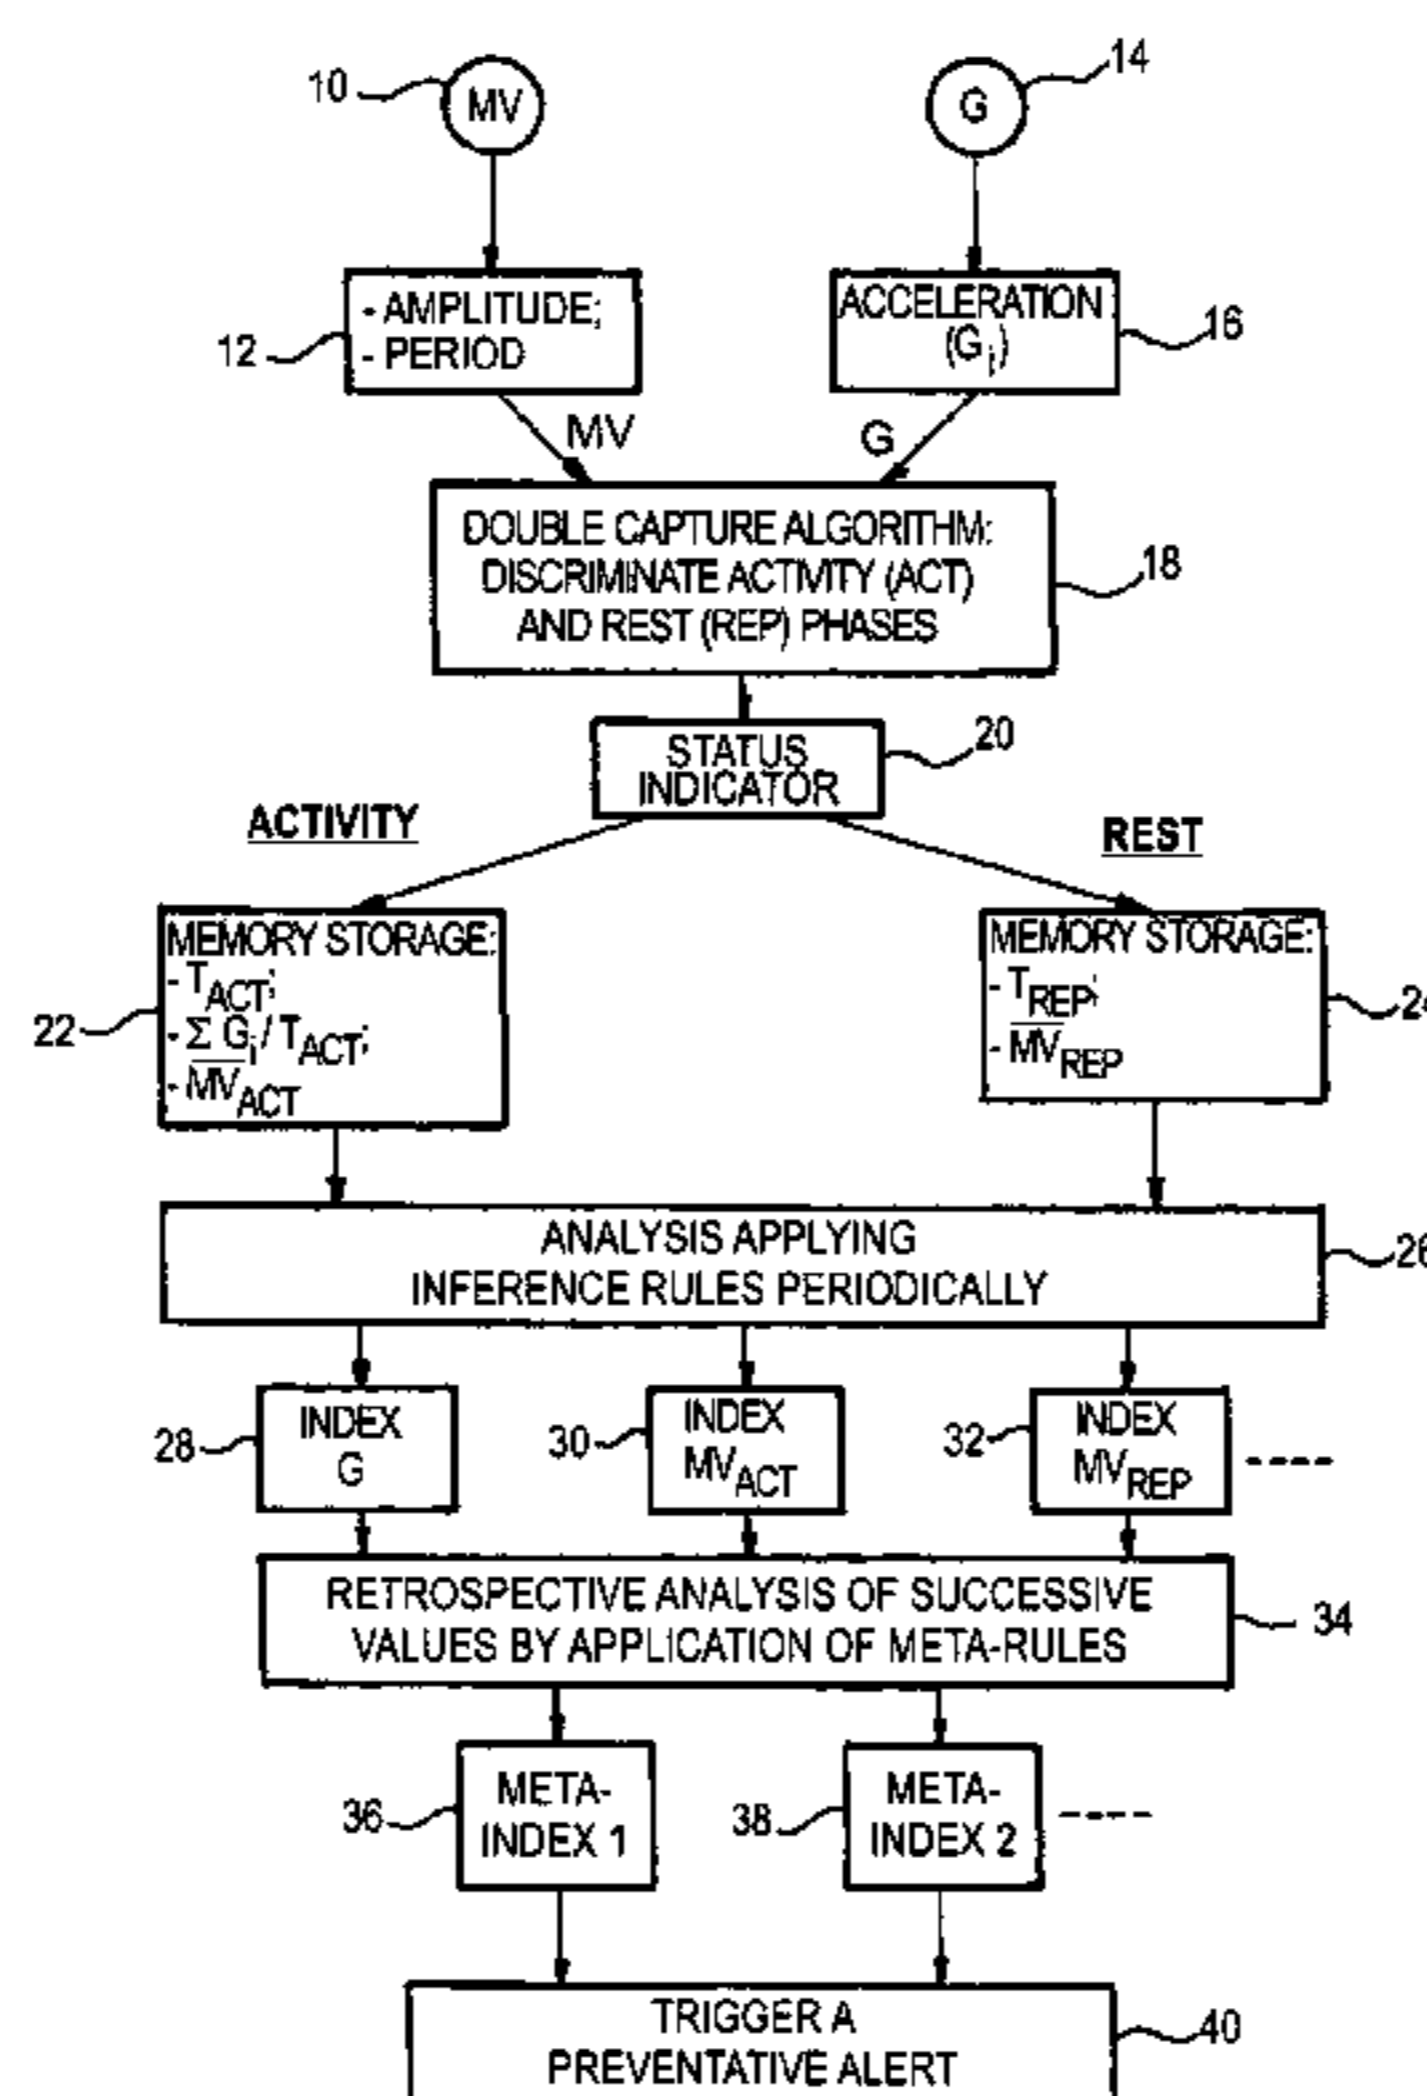 10
MV
14
G
12
- AMPLITUDE;
- PERIOD
ACCELERATION
(Gi)
16
MV
G
DOUBLE CAPTURE ALGORITHM:
DISCRIMINATE ACTIVITY (ACT)
AND REST (REP) PHASES
18
STATUS
INDICATOR
20
ACTIVITY
REST
22
MEMORY STORAGE:
- TACT;
- Σ Gi / TACT;
- MVACT
MEMORY STORAGE:
- TREP;
- MVREP
24
ANALYSIS APPLYING
INFERENCE RULES PERIODICALLY
26
28
INDEX
G
30
INDEX
MVACT
32
INDEX
MVREP
RETROSPECTIVE ANALYSIS OF SUCCESSIVE
VALUES BY APPLICATION OF META-RULES
34
36
META-
INDEX 1
38
META-
INDEX 2
TRIGGER A
PREVENTATIVE ALERT
40